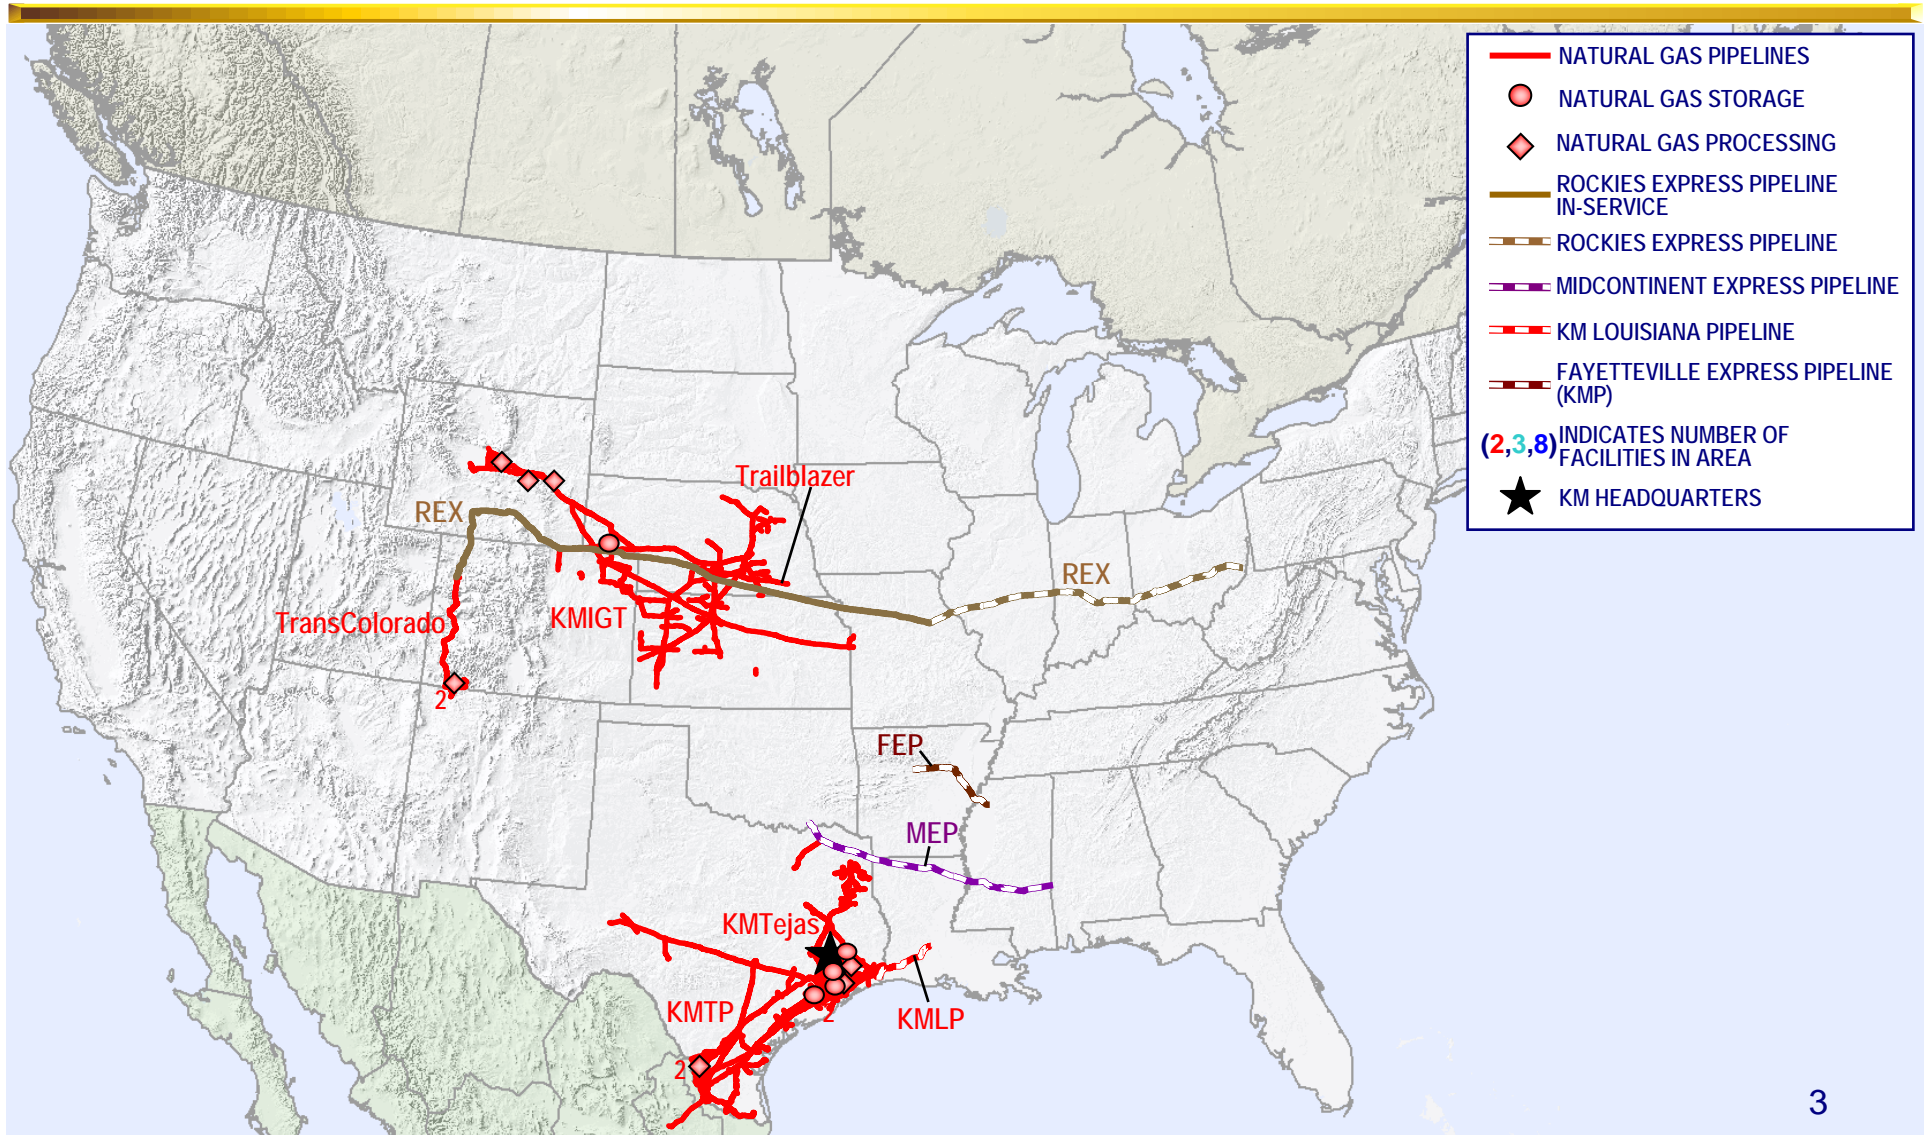 NATURAL GAS PIPELINES
NATURAL GAS STORAGE
NATURAL GAS PROCESSING
ROCKIES EXPRESS PIPELINE
IN-SERVICE
ROCKIES EXPRESS PIPELINE
MIDCONTINENT EXPRESS PIPELINE
KM LOUISIANA PIPELINE
FAYETTEVILLE EXPRESS PIPELINE
(KMP)
(2,3,8) INDICATES NUMBER OF
FACILITIES IN AREA
KM HEADQUARTERS
Trailblazer
REX
REX
TransColorado
KMIGT
2
FEP
MEP
KMTejas
KMTP
2
KMLP
2
3